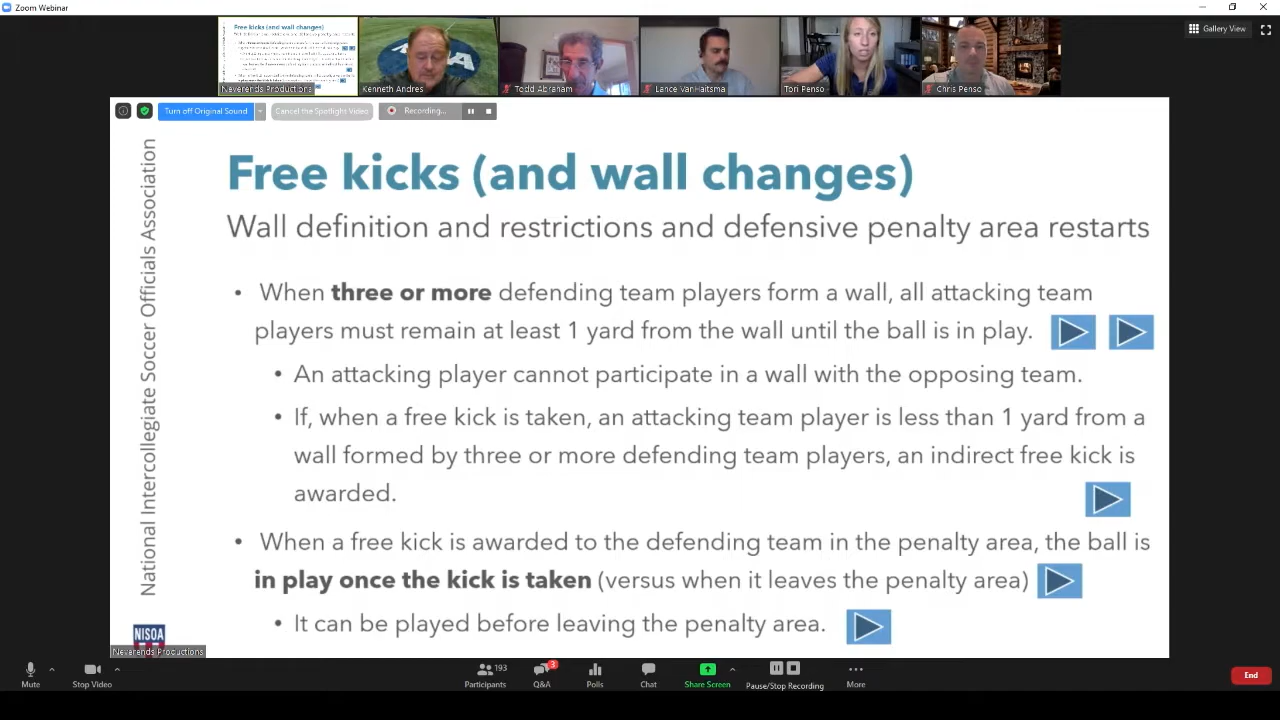 Zoom Webinar
Free kicks (and wall changes)
Neverends Productions
Kenneth Andres
Todd Abraham
Lance VanHaitsma
Tori Penso
Chris Penso
Gallery View
Turn off Original Sound
Cancel the Spotlight Video
Recording...
National Intercollegiate Soccer Officials Association
Free kicks (and wall changes)
Wall definition and restrictions and defensive penalty area restarts
• When three or more defending team players form a wall, all attacking team
players must remain at least 1 yard from the wall until the ball is in play.
• An attacking player cannot participate in a wall with the opposing team.
• If, when a free kick is taken, an attacking team player is less than 1 yard from a
wall formed by three or more defending team players, an indirect free kick is
awarded.
• When a free kick is awarded to the defending team in the penalty area, the ball is
in play once the kick is taken (versus when it leaves the penalty area)
• It can be played before leaving the penalty area.
NISOA
Neverends Productions
Mute
Stop Video
Participants
193
Q&A
3
Polls
Chat
Share Screen
Pause/Stop Recording
More
End